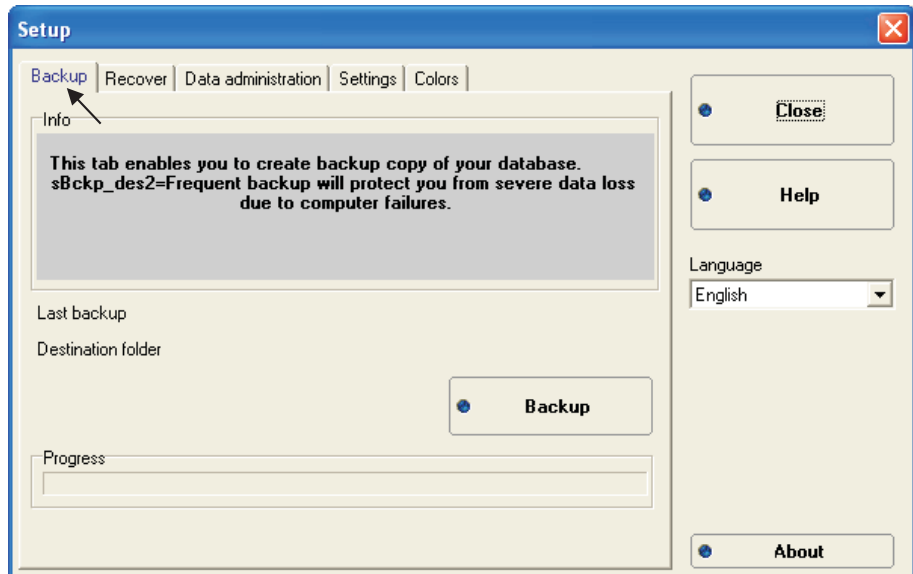 Setup
Backup Recover Data administration Settings Colors
Info
This tab enables you to create backup copy of your database.
sBckp_des2=Frequent backup will protect you from severe data loss
due to computer failures.
Last backup
Destination folder
Backup
Progress
Close
Help
Language
English
About